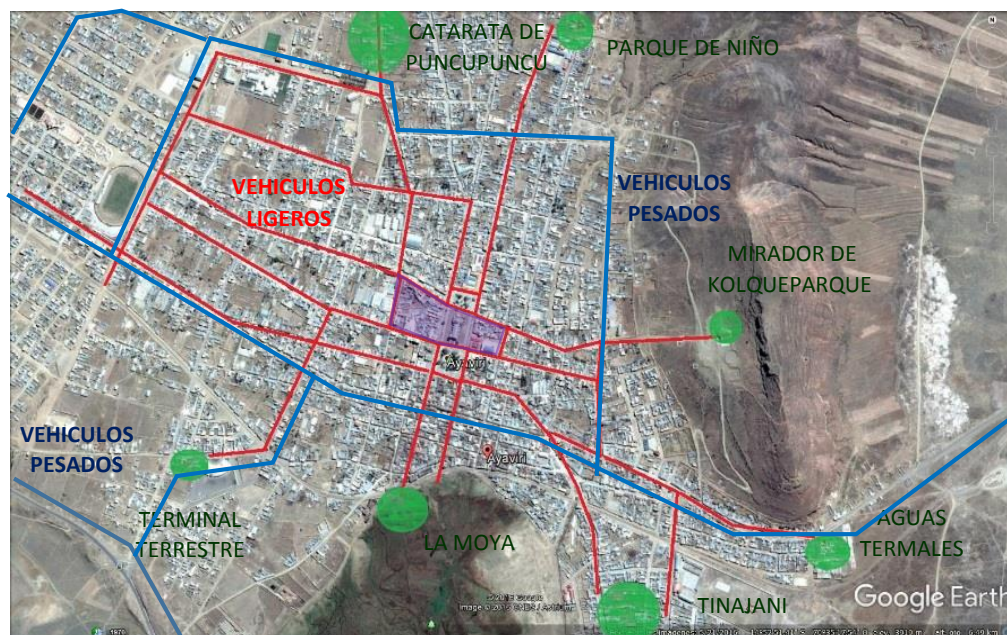 CATARATA DE
PUNCUPUNCU
PARQUE DE NIÑO
VEHICULOS
LIGEROS
VEHICULOS
PESADOS
MIRADOR DE
KOLQUEPARQUE
Ayaviri
VEHICULOS
PESADOS
Ayaviri
TERMINAL
TERRESTRE
LA MOYA
AGUAS
TERMALES
TINAJANI
Google Earth
1970